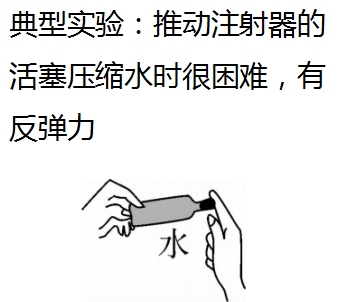 典型实验：推动注射器的
活塞压缩水时很困难，有
反弹力
水